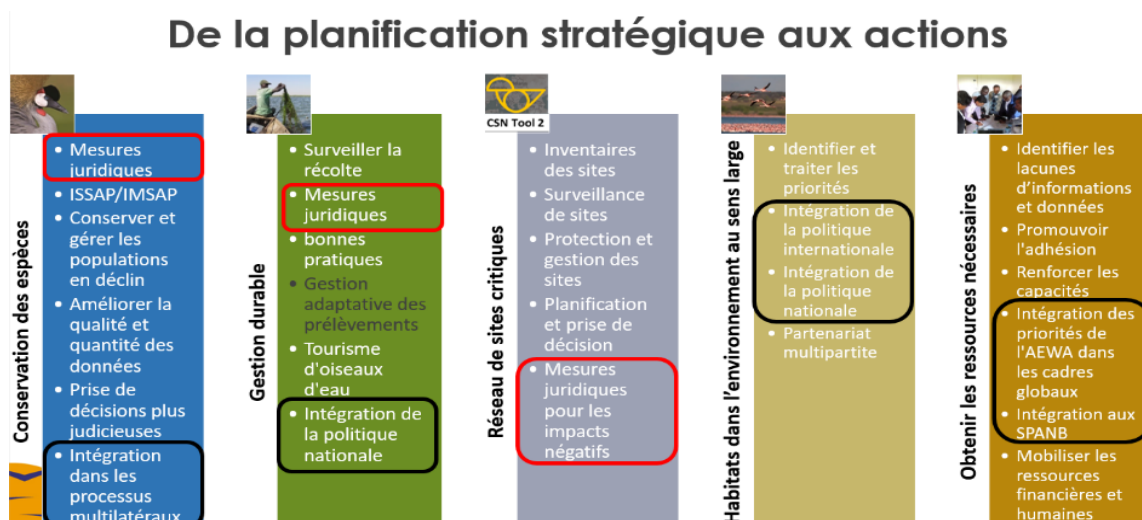 De la planification stratégique aux actions
Conservation des espèces
• Mesures
juridiques
• ISSAP/IMSAP
• Conserver et
gérer les
populations
en déclin
• Améliorer la
qualité et
quantité des
données
• Prise de
décisions plus
judicieuses
• Intégration
dans les
processus
multilatéraux
Gestion durable
• Surveiller la
récolte
• Mesures
juridiques
• bonnes
pratiques
• Gestion
adaptative des
prélèvements
• Tourisme
d'oiseaux
d'eau
• Intégration de
la politique
nationale
CSN Tool 2
Réseau de sites critiques
• Inventaires
des sites
• Surveillance
de sites
• Protection et
gestion des
sites
• Planification
et prise de
décision
• Mesures
juridiques
pour les
impacts
négatifs
Habitats dans l'environnement au sens large
• Identifier et
traiter les
priorités
• Intégration de
la politique
internationale
• Intégration de
la politique
nationale
• Partenariat
multipartite
Obtenir les ressources nécessaires
• Identifier les
lacunes
d'informations
et données
• Promouvoir
l'adhésion
• Renforcer les
capacités
• Intégration des
priorités de
l'AEWA dans
les cadres
globaux
• Intégration aux
SPANB
• Mobiliser les
ressources
financières et
humaines